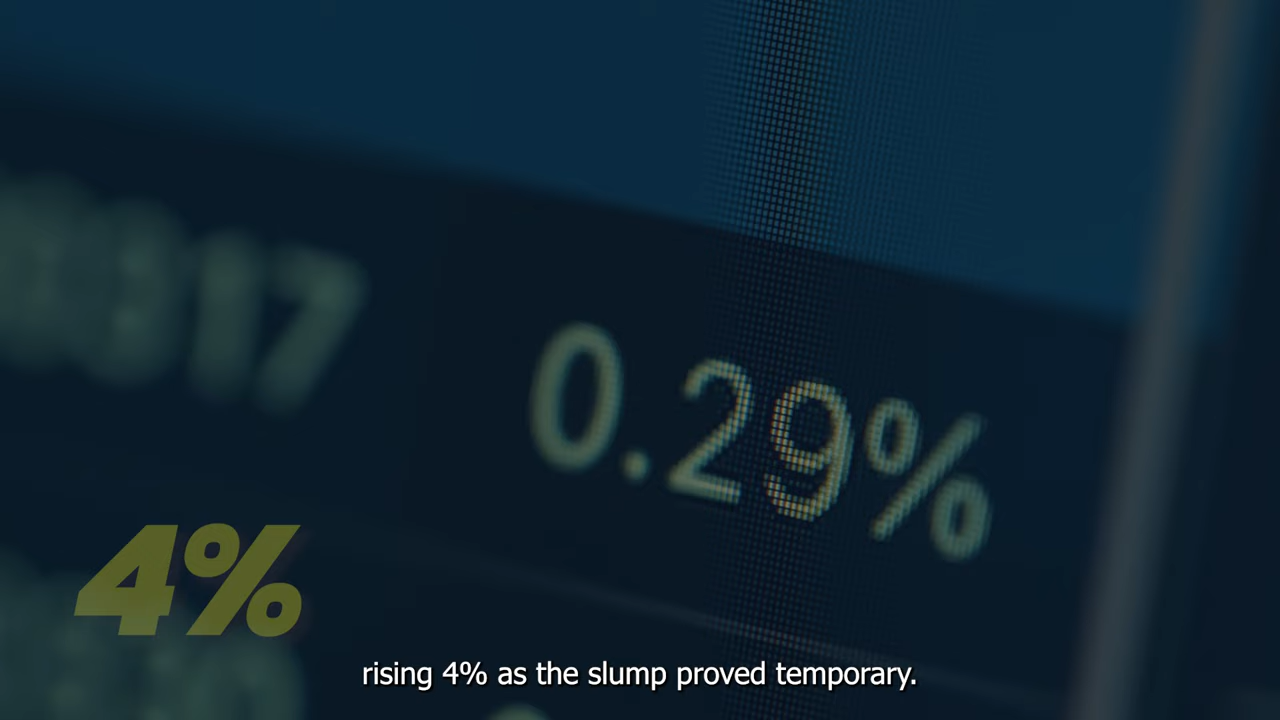 0.29%
4%
rising 4% as the slump proved temporary.